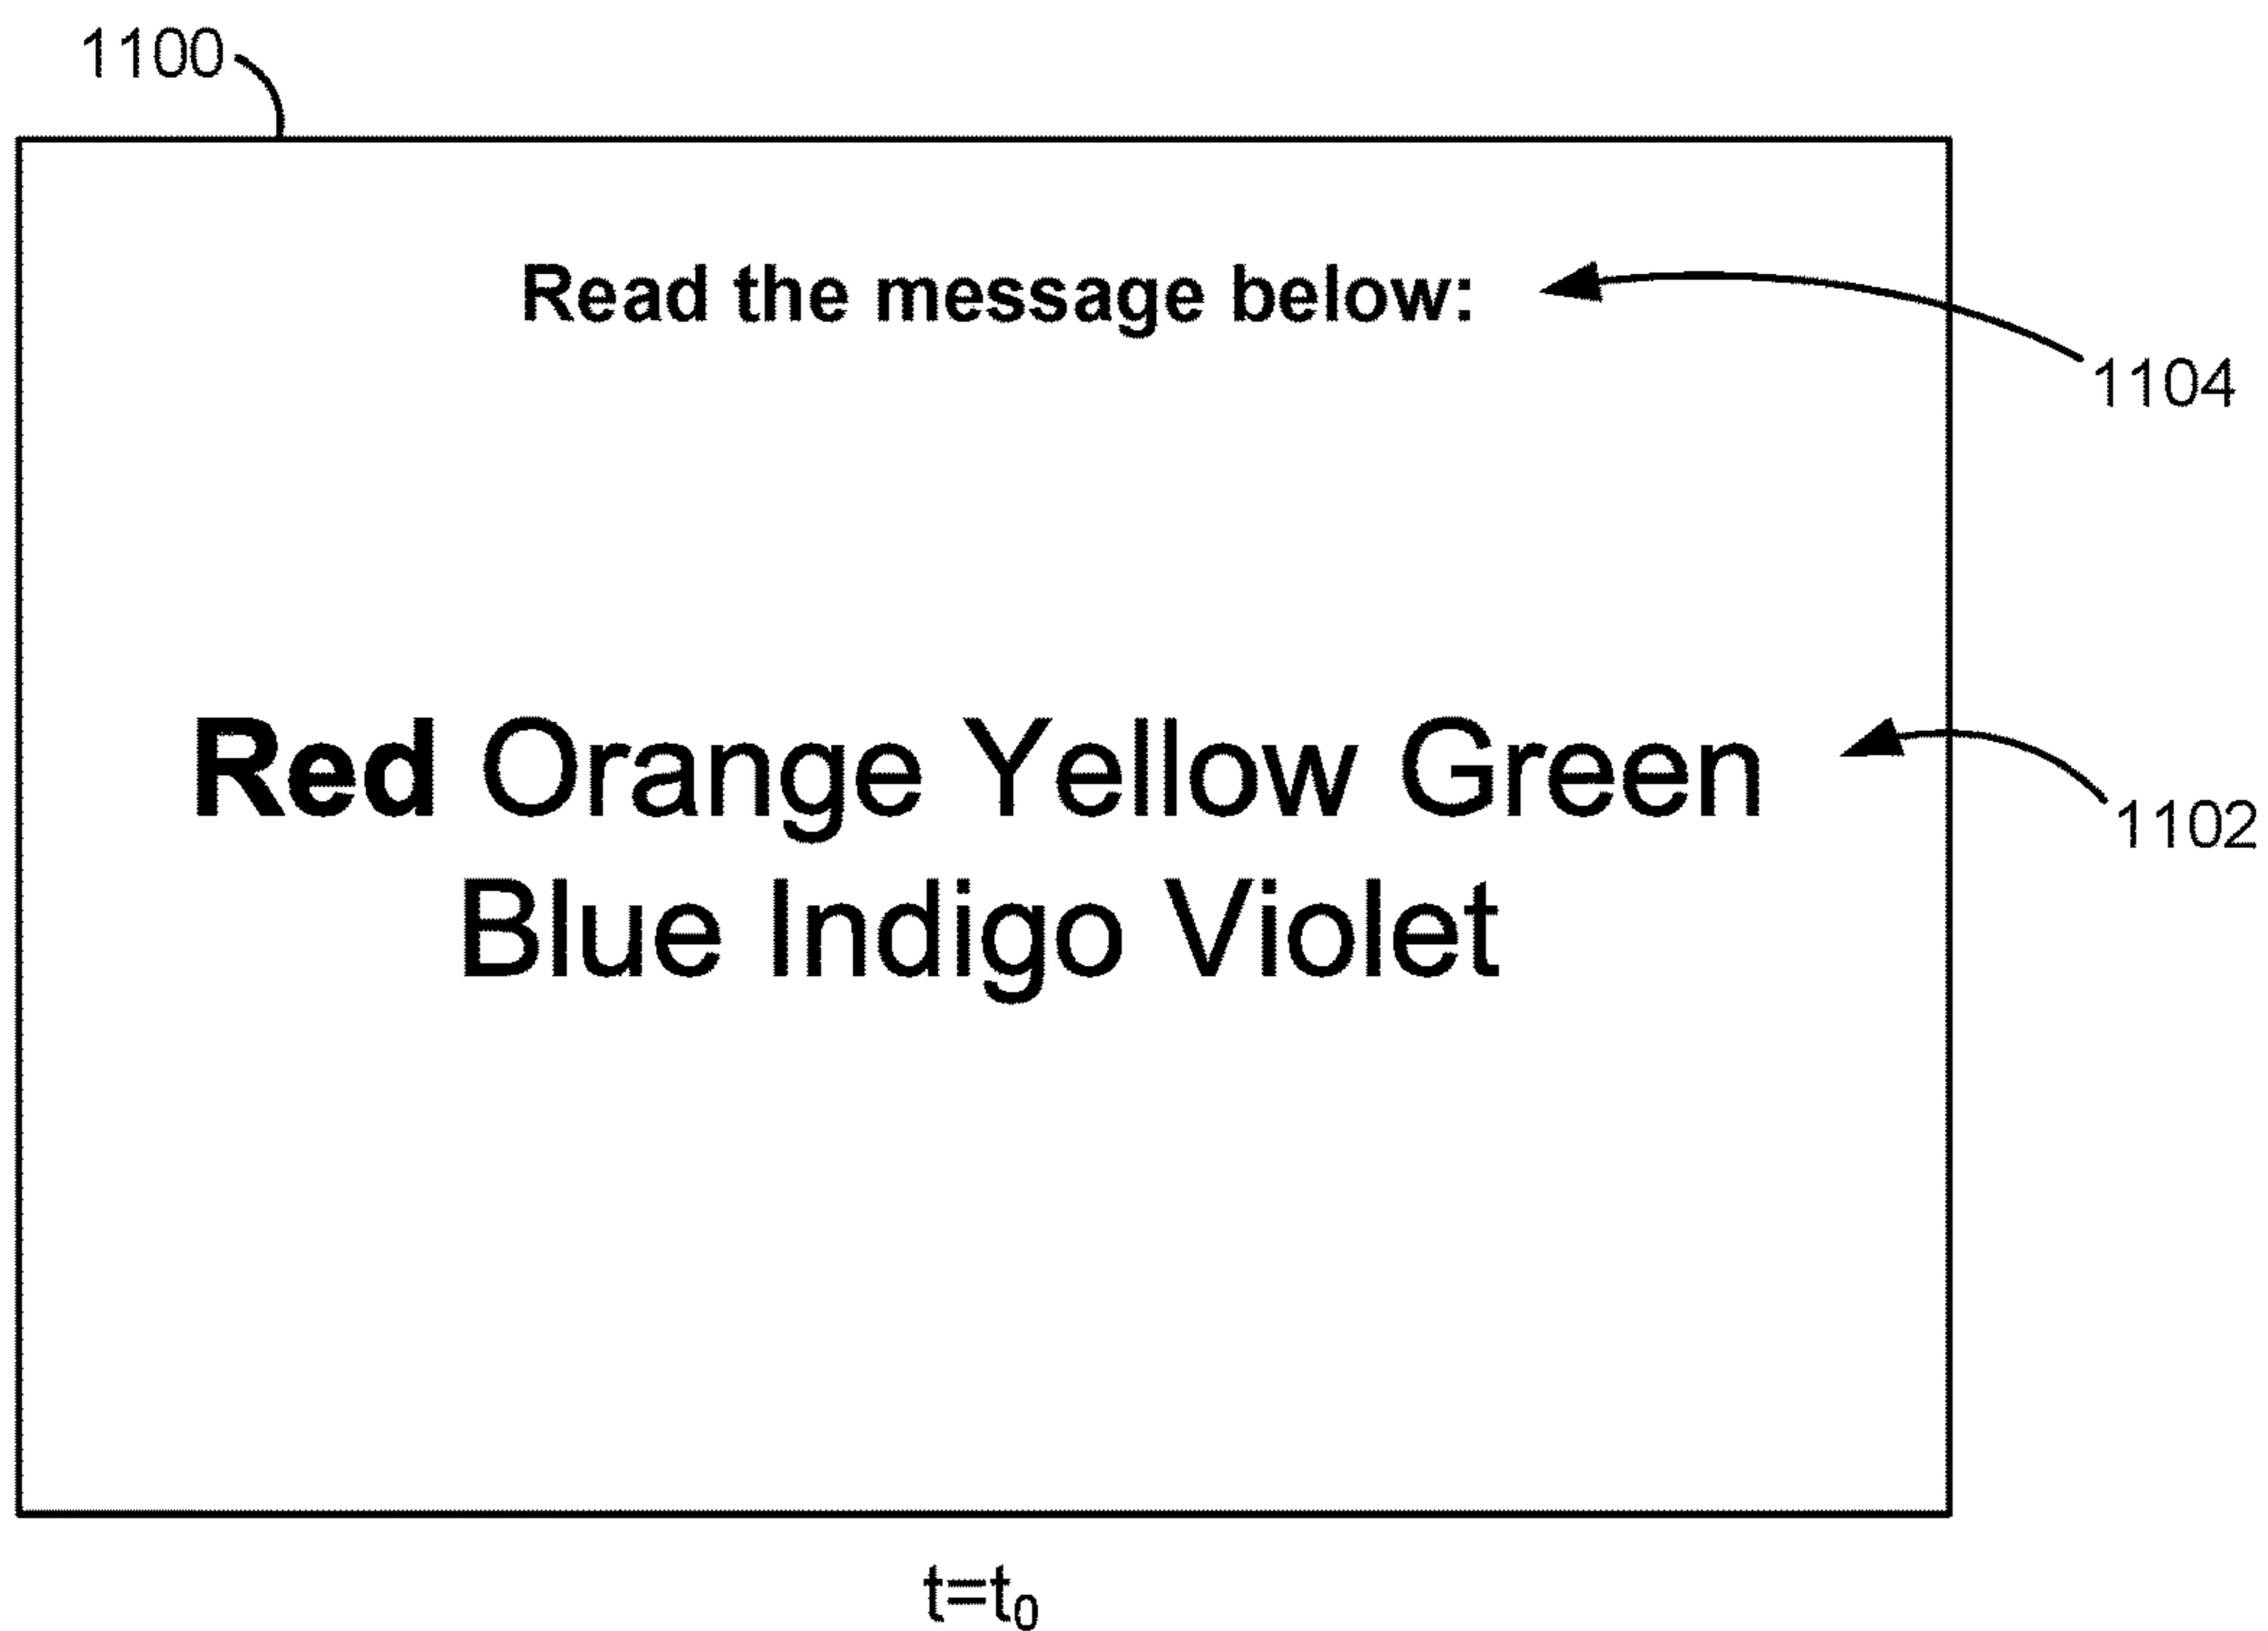 1100
Read the message below:
1104
Red Orange Yellow Green
1102
Blue Indigo Violet
t=t₀